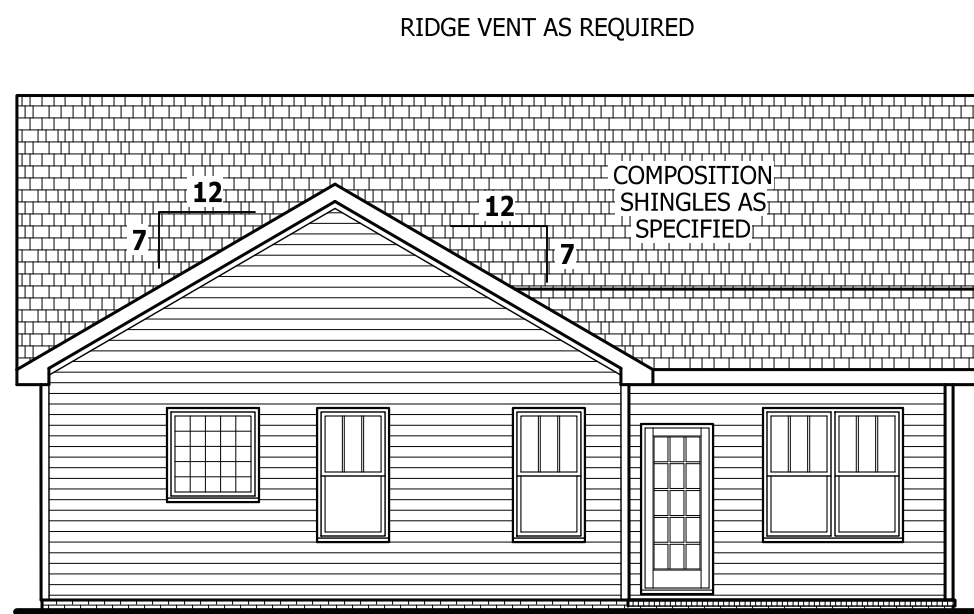 RIDGE VENT AS REQUIRED
COMPOSITION
SHINGLES AS
SPECIFIED
12
7
12
7